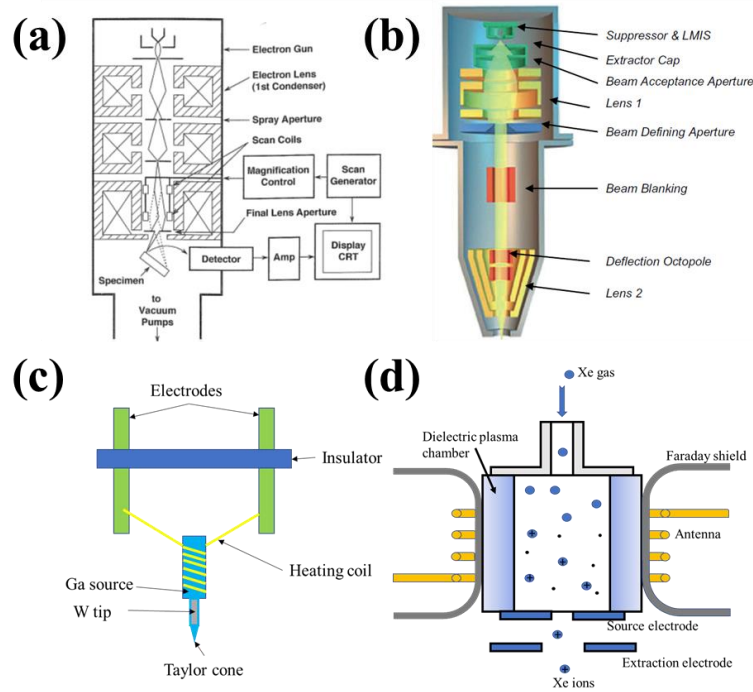 (a)
Electron Gun
Electron Lens
(1st Condenser)
Spray Aperture
Scan Coils
Magnification
Control
Scan
Generator
Final Lens Aperture
Specimen
Detector
Amp
Display
CRT
to
Vacuum
Pumps
(b)
Suppressor & LMIS
Extractor Cap
Beam Acceptance Aperture
Lens 1
Beam Defining Aperture
Beam Blanking
Deflection Octopole
Lens 2
(c)
Electrodes
Insulator
Heating coil
Ga source
W tip
Taylor cone
(d)
Xe gas
Dielectric plasma
chamber
Faraday shield
Antenna
Source electrode
Extraction electrode
Xe ions